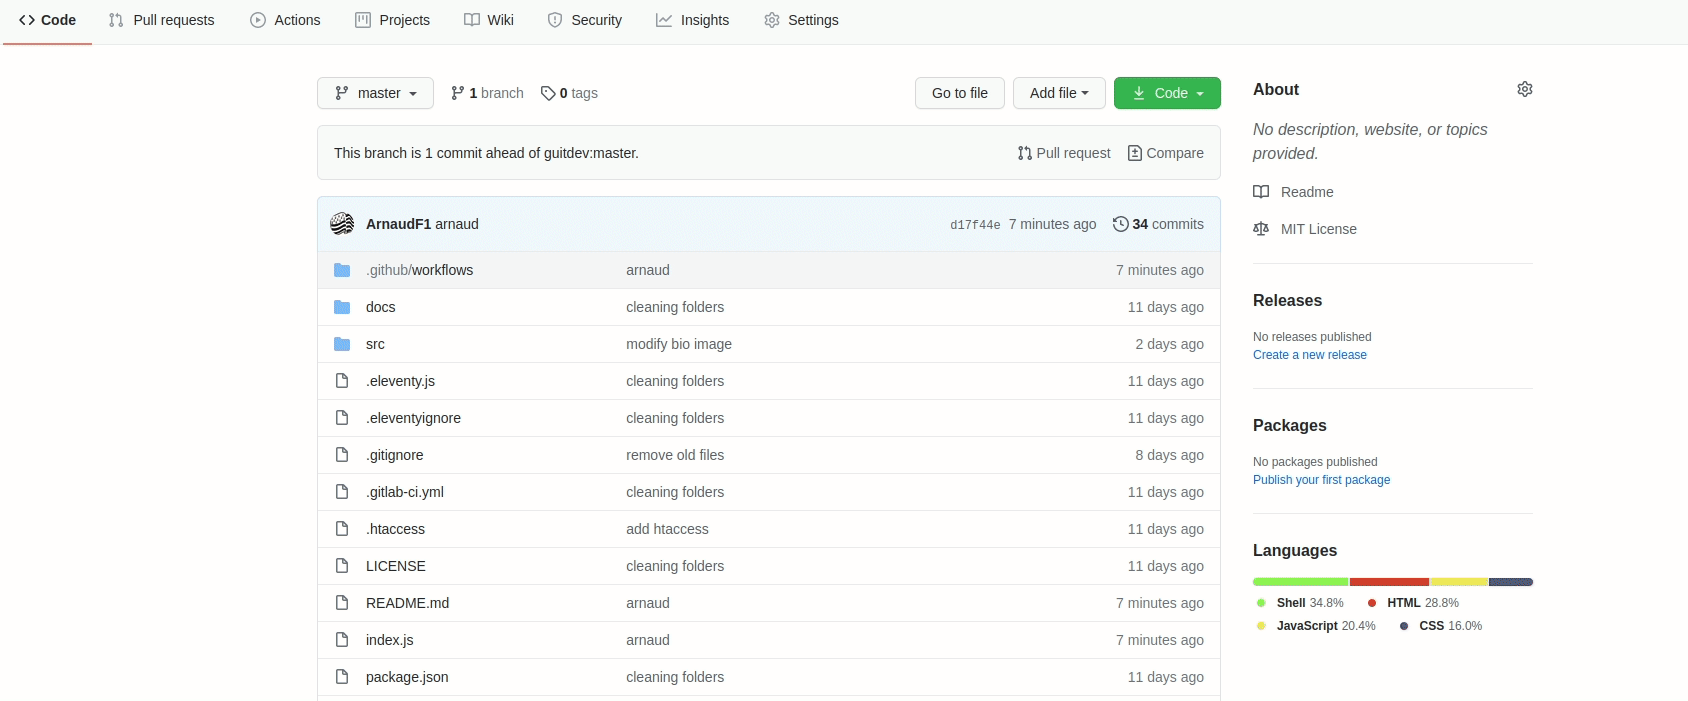 Code Pull requests Actions Projects Wiki Security Insights Settings
master 1 branch 0 tags Go to file Add file Code
This branch is 1 commit ahead of guitdev:master. Pull request Compare
ArnaudF1 arnaud d17f44e 7 minutes ago 34 commits
.github/workflows arnaud 7 minutes ago
docs cleaning folders 11 days ago
src modify bio image 2 days ago
.eleventy.js cleaning folders 11 days ago
.eleventyignore cleaning folders 11 days ago
.gitignore remove old files 8 days ago
.gitlab-ci.yml cleaning folders 11 days ago
.htaccess add htaccess 11 days ago
LICENSE cleaning folders 11 days ago
README.md arnaud 7 minutes ago
index.js arnaud 7 minutes ago
package.json cleaning folders 11 days ago
About
No description, website, or topics
provided.
Readme
MIT License
Releases
No releases published
Create a new release
Packages
No packages published
Publish your first package
Languages
Shell 34.8% HTML 28.8%
JavaScript 20.4% CSS 16.0%